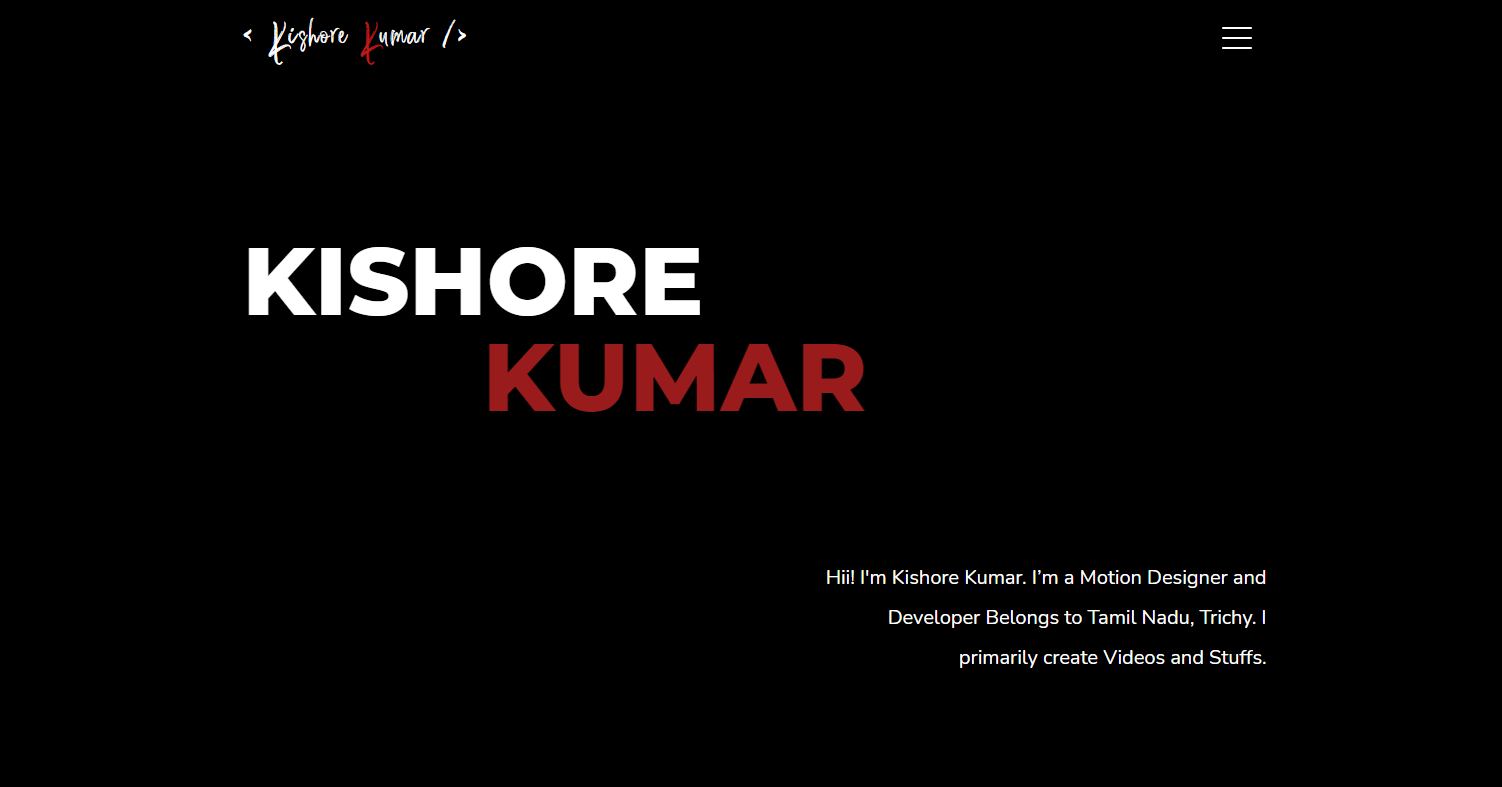 < Kishore Kumar />
KISHORE
KUMAR
Hii! I'm Kishore Kumar. I’m a Motion Designer and
Developer Belongs to Tamil Nadu, Trichy. I
primarily create Videos and Stuffs.